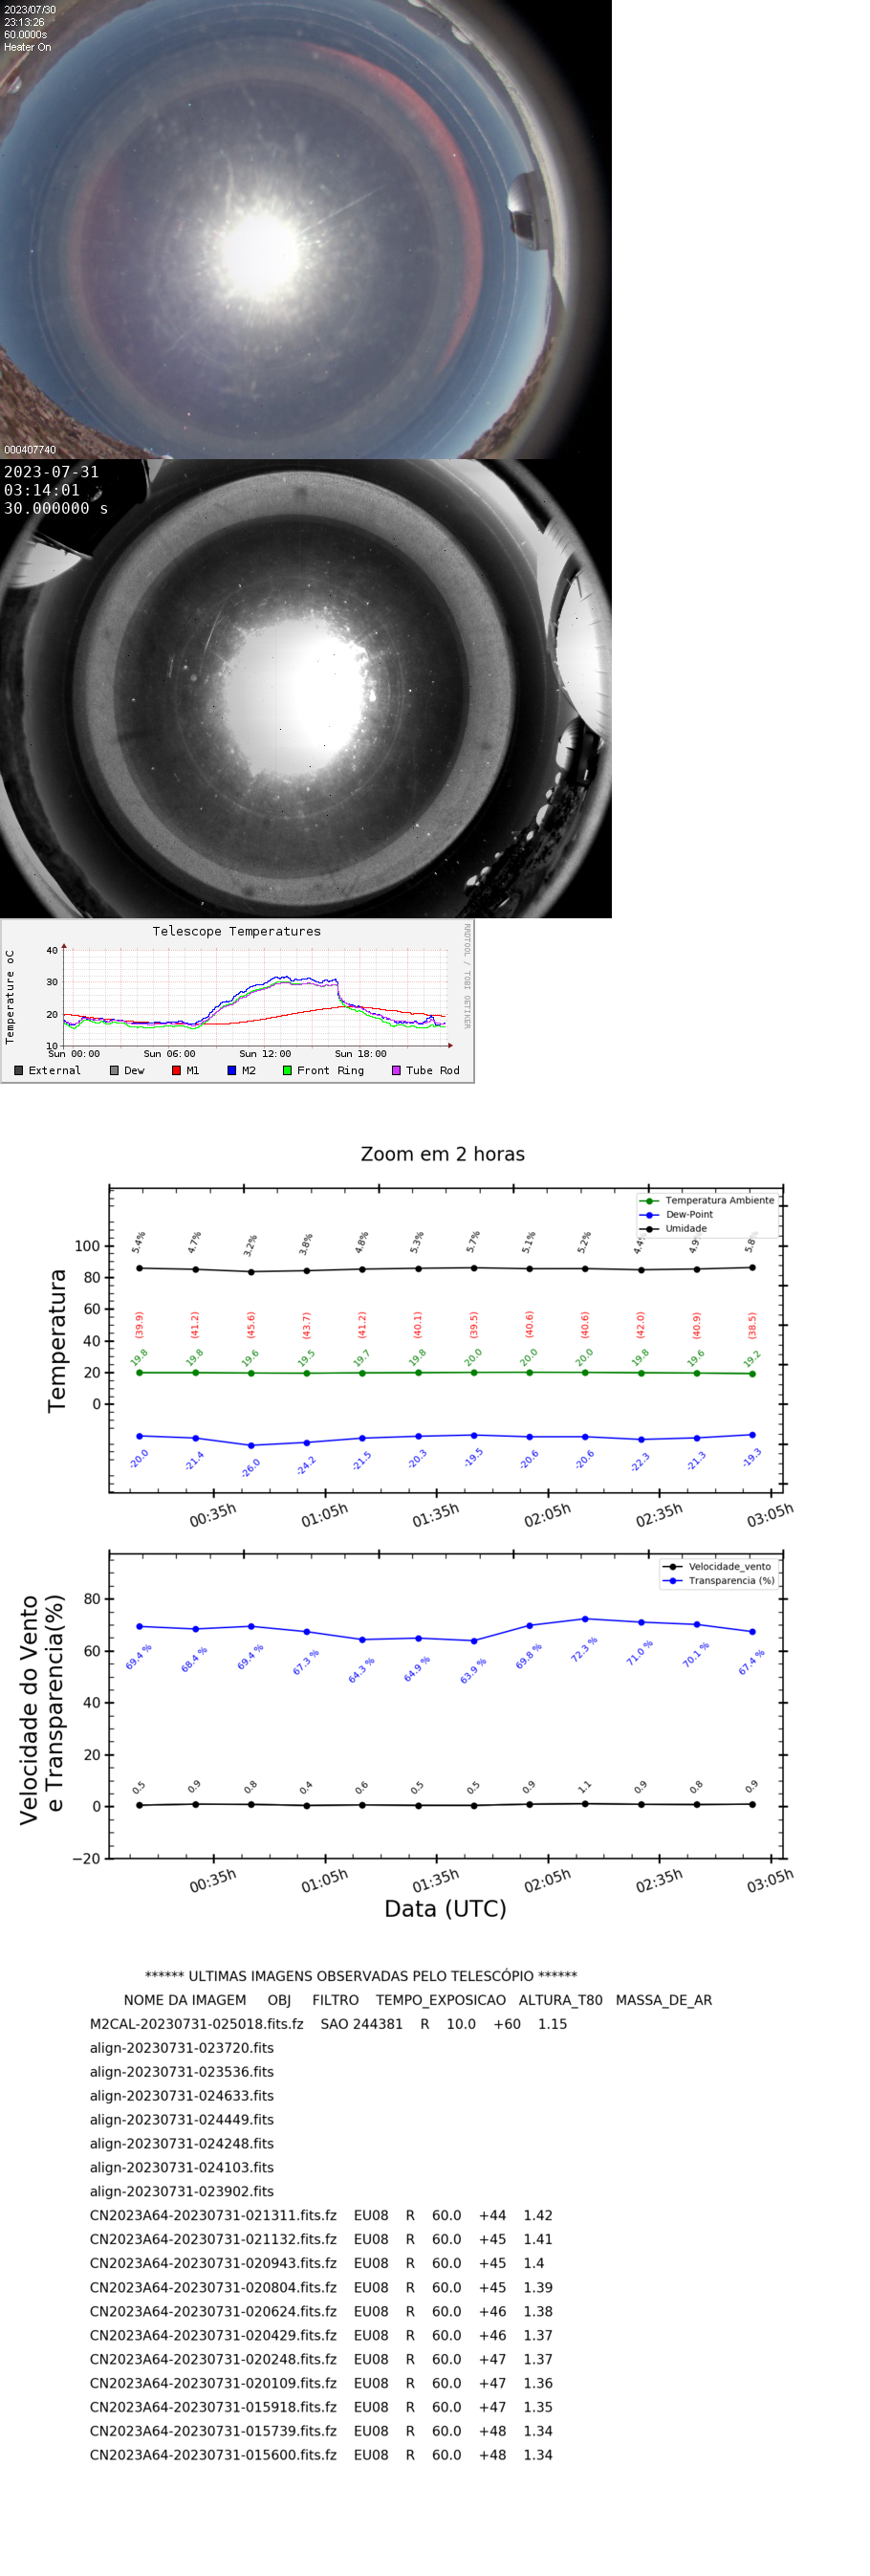 2023/07/30
23:13:26
60.0000s
Heater On
000407740
2023-07-31
03:14:01
30.000000 s
Telescope Temperatures
RRDTOOL / TOBI OETIKER
Temperature oC
40
30
20
10
Sun 00:00 Sun 06:00 Sun 12:00 Sun 18:00
External Dew M1 M2 Front Ring Tube Rod
Zoom em 2 horas
Temperatura Ambiente
Dew-Point
Umidade
Temperatura
100
80
60
40
20
0
5.4% 4.7% 3.2% 3.8% 4.8% 5.3% 5.7% 5.1% 5.2% 4.4% 4.9% 5.8%
(39.9) (41.2) (45.6) (43.7) (41.2) (40.1) (39.5) (40.6) (40.6) (42.0) (40.9) (38.5)
19.8 19.8 19.6 19.5 19.7 19.8 20.0 20.0 20.0 19.8 19.6 19.2
-20.0 -21.4 -26.0 -24.2 -21.5 -20.3 -19.5 -20.6 -20.6 -22.3 -21.3 -19.3
00:35h 01:05h 01:35h 02:05h 02:35h 03:05h
Velocidade_vento
Transparencia (%)
Velocidade do Vento
e Transparencia(%)
80
60
40
20
0
−20
69.4 % 68.4 % 69.4 % 67.3 % 64.3 % 64.9 % 63.9 % 69.8 % 72.3 % 71.0 % 70.1 % 67.4 %
0.5 0.9 0.8 0.4 0.6 0.5 0.5 0.9 1.1 0.9 0.8 0.9
00:35h 01:05h 01:35h 02:05h 02:35h 03:05h
Data (UTC)
****** ULTIMAS IMAGENS OBSERVADAS PELO TELESCÓPIO ******
NOME DA IMAGEM OBJ FILTRO TEMPO_EXPOSICAO ALTURA_T80 MASSA_DE_AR
M2CAL-20230731-025018.fits.fz SAO 244381 R 10.0 +60 1.15
align-20230731-023720.fits
align-20230731-023536.fits
align-20230731-024633.fits
align-20230731-024449.fits
align-20230731-024248.fits
align-20230731-024103.fits
align-20230731-023902.fits
CN2023A64-20230731-021311.fits.fz EU08 R 60.0 +44 1.42
CN2023A64-20230731-021132.fits.fz EU08 R 60.0 +45 1.41
CN2023A64-20230731-020943.fits.fz EU08 R 60.0 +45 1.4
CN2023A64-20230731-020804.fits.fz EU08 R 60.0 +45 1.39
CN2023A64-20230731-020624.fits.fz EU08 R 60.0 +46 1.38
CN2023A64-20230731-020429.fits.fz EU08 R 60.0 +46 1.37
CN2023A64-20230731-020248.fits.fz EU08 R 60.0 +47 1.37
CN2023A64-20230731-020109.fits.fz EU08 R 60.0 +47 1.36
CN2023A64-20230731-015918.fits.fz EU08 R 60.0 +47 1.35
CN2023A64-20230731-015739.fits.fz EU08 R 60.0 +48 1.34
CN2023A64-20230731-015600.fits.fz EU08 R 60.0 +48 1.34